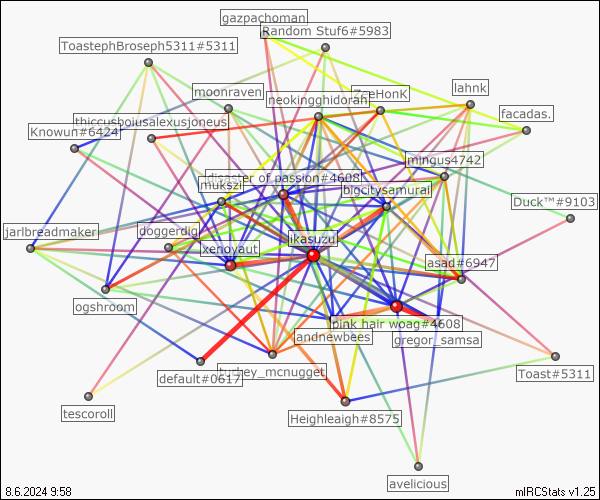 gazpachoman
Random Stuf6#5983
ToastephBroseph5311#5311
moonraven
ZeeHonK
lahnk
neokingghidorah
facadas.
thiccusboiusalexusjoneus
Knowun#6424
mingus4742
disaster of passion#4608
mukszi
bigcitysamurai
Duck™#9103
jarlbreadmaker
doggerdig
ikasuzu
xenoyaut
asad#6947
ogshroom
pink hair woag#4608
andnewbees
gregor_samsa
default#0617
turkey_mcnugget
Toast#5311
tescoroll
Heighleaigh#8575
avelicious
8.6.2024 9:58
mIRCStats v1.25